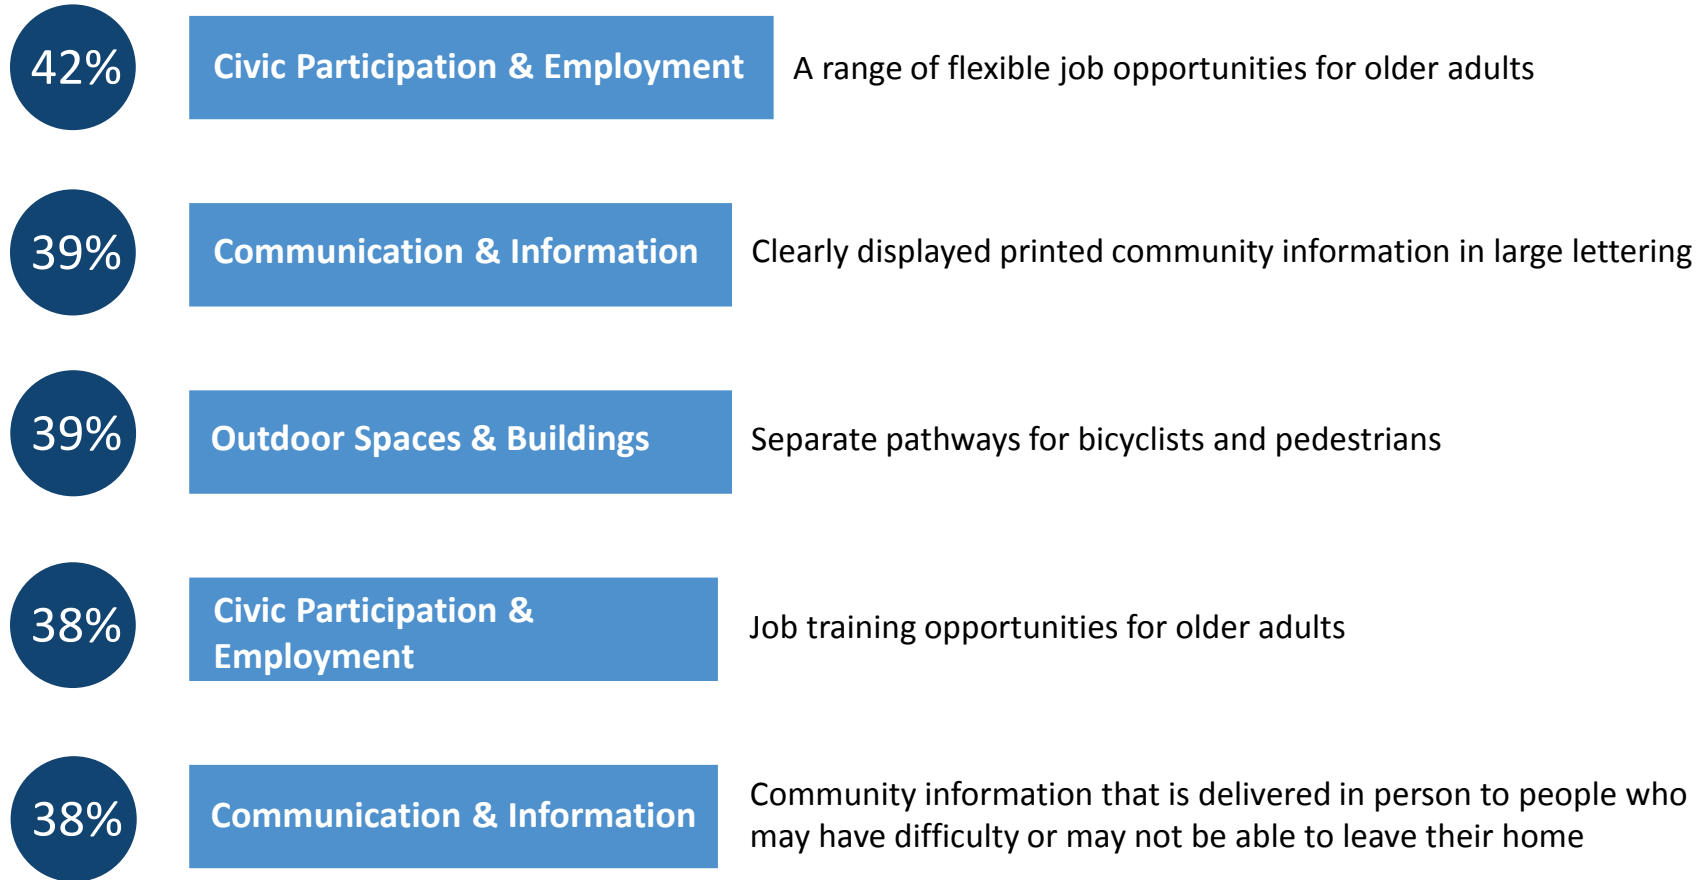 42%
Civic Participation & Employment
A range of flexible job opportunities for older adults
39%
Communication & Information
Clearly displayed printed community information in large lettering
39%
Outdoor Spaces & Buildings
Separate pathways for bicyclists and pedestrians
38%
Civic Participation &
Employment
Job training opportunities for older adults
38%
Communication & Information
Community information that is delivered in person to people who
may have difficulty or may not be able to leave their home